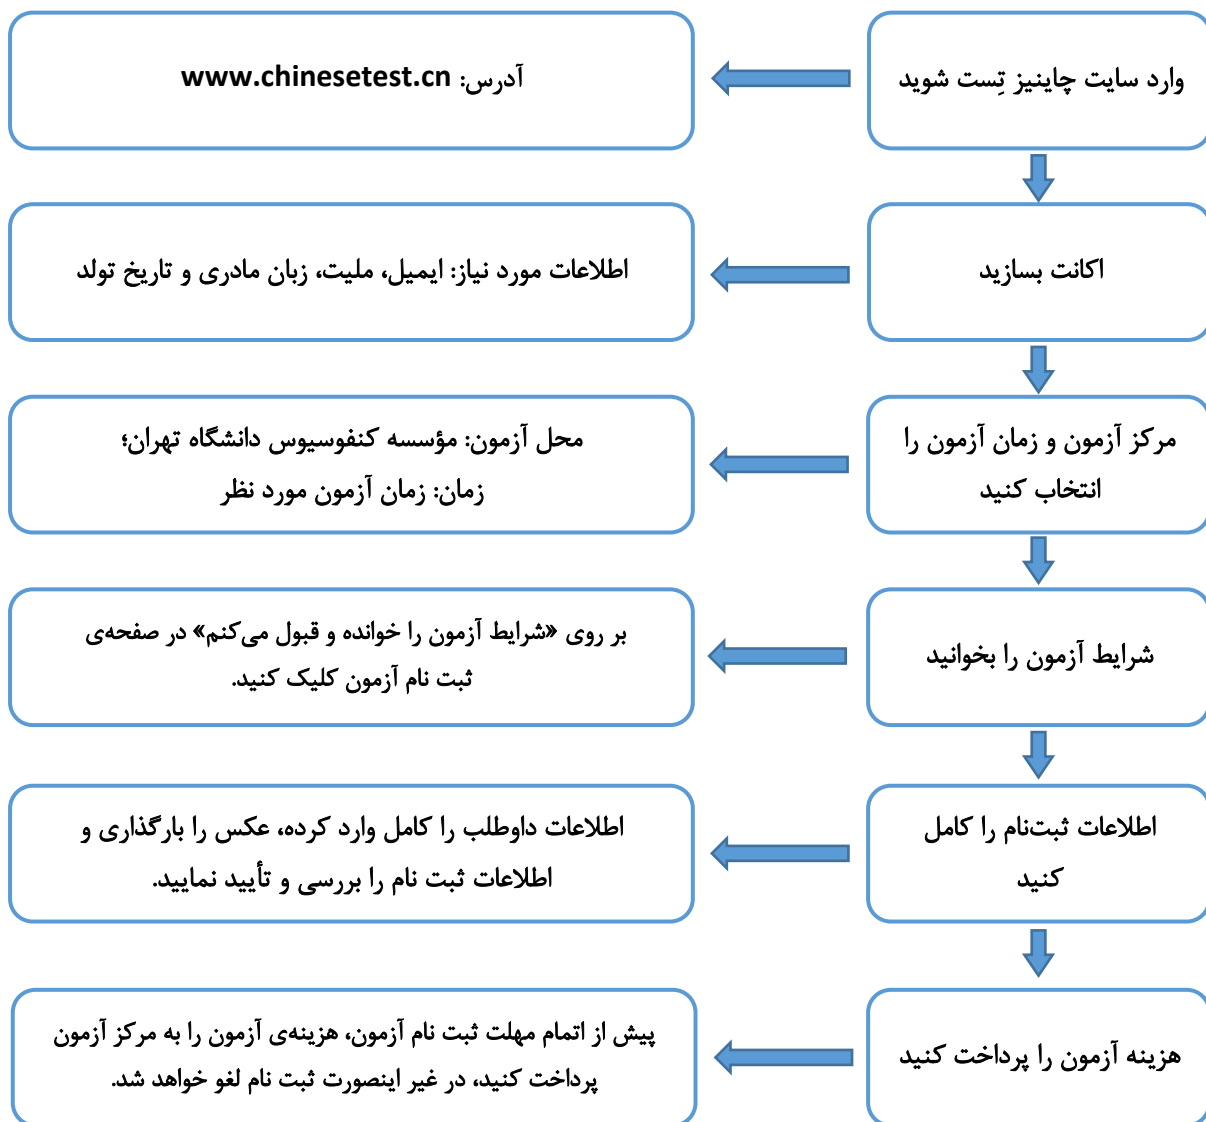 وارد سایت چاینیز تِست شوید
آدرس: www.chinesetest.cn
اکانت بسازید
اطلاعات مورد نیاز: ایمیل، ملیت، زبان مادری و تاریخ تولد
مرکز آزمون و زمان آزمون را
انتخاب کنید
محل آزمون: مؤسسه کنفوسیوس دانشگاه تهران؛
زمان: زمان آزمون مورد نظر
شرایط آزمون را بخوانید
بر روی «شرایط آزمون را خوانده و قبول می‌کنم» در صفحه‌ی
ثبت نام آزمون کلیک کنید.
اطلاعات ثبت‌نام را کامل
کنید
اطلاعات داوطلب را کامل وارد کرده، عکس را بارگذاری و
اطلاعات ثبت نام را بررسی و تأیید نمایید.
هزینه آزمون را پرداخت کنید
پیش از اتمام مهلت ثبت نام آزمون، هزینه‌ی آزمون را به مرکز آزمون
پرداخت کنید، در غیر اینصورت ثبت نام لغو خواهد شد.